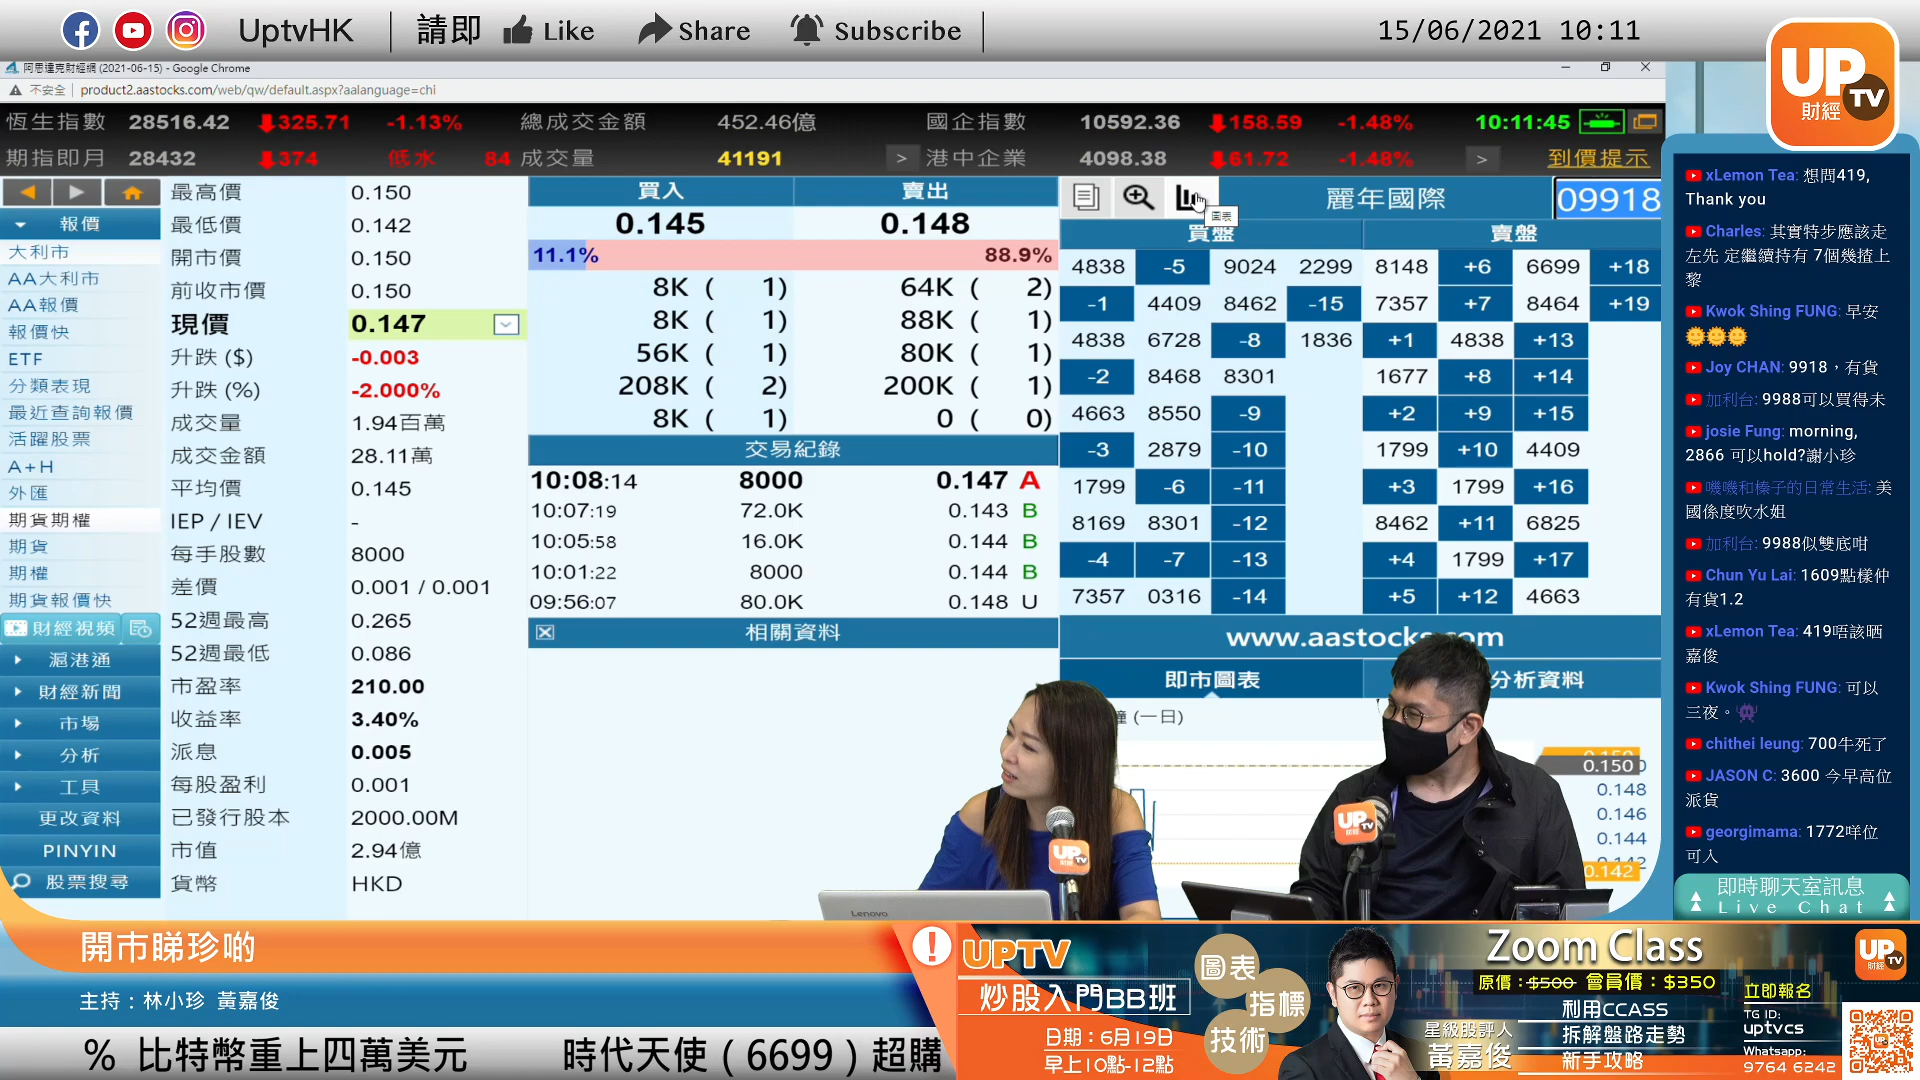 UptvHK 請即 Like Share Subscribe 15/06/2021 10:11
UP TV 財經
阿思達克財經網 (2021-06-15) - Google Chrome
不安全 product2.aastocks.com/web/qw/default.aspx?aalanguage=chi
恆生指數 28516.42 325.71 -1.13% 總成交金額 452.46億 國企指數 10592.36 158.59 -1.48% 10:11:45
期指即月 28432 374 低水 84 成交量 41191 > 港中企業 4098.38 61.72 -1.48% > 到價提示
報價
大利市
AA大利市
AA報價
報價快
ETF
分類表現
最近查詢報價
活躍股票
A+H
外匯
期貨期權
期貨
期權
期貨報價快
財經視頻
滬港通
財經新聞
市場
分析
工具
更改資料
PINYIN
股票搜尋
最高價 0.150
最低價 0.142
開市價 0.150
前收市價 0.150
現價 0.147
升跌 ($) -0.003
升跌 (%) -2.000%
成交量 1.94百萬
成交金額 28.11萬
平均價 0.145
IEP / IEV -
每手股數 8000
差價 0.001 / 0.001
52週最高 0.265
52週最低 0.086
市盈率 210.00
收益率 3.40%
派息 0.005
每股盈利 0.001
已發行股本 2000.00M
市值 2.94億
貨幣 HKD
買入 賣出
0.145 0.148
11.1% 88.9%
8K ( 1) 64K ( 2)
8K ( 1) 88K ( 1)
56K ( 1) 80K ( 1)
208K ( 2) 200K ( 1)
8K ( 1) 0 ( 0)
交易紀錄
10:08:14 8000 0.147 A
10:07:19 72.0K 0.143 B
10:05:58 16.0K 0.144 B
10:01:22 8000 0.144 B
09:56:07 80.0K 0.148 U
相關資料
圖表
麗年國際 09918
買盤 賣盤
4838 -5 9024 2299 8148 +6 6699 +18
-1 4409 8462 -15 7357 +7 8464 +19
4838 6728 -8 1836 +1 4838 +13
-2 8468 8301 1677 +8 +14
4663 8550 -9 +2 +9 +15
-3 2879 -10 1799 +10 4409
1799 -6 -11 +3 1799 +16
8169 8301 -12 8462 +11 6825
-4 -7 -13 +4 1799 +17
7357 0316 -14 +5 +12 4663
www.aastocks.com
即市圖表 分析資料
(一日)
0.150
0.148
0.146
0.144
0.142
UP TV 財經
UP TV 財經
Lenovo
xLemon Tea: 想問419,
Thank you
Charles: 其實特步應該走
左先 定繼續持有 7個幾揸上
黎
Kwok Shing FUNG: 早安
Joy CHAN: 9918，有貨
加利台: 9988可以買得未
josie Fung: morning,
2866 可以hold?謝小珍
嘰嘰和榛子的日常生活: 美
國係度吹水姐
加利台: 9988似雙底咁
Chun Yu Lai: 1609點樣仲
有貨1.2
xLemon Tea: 419唔該晒
嘉俊
Kwok Shing FUNG: 可以
三夜。
chithei leung: 700牛死了
JASON C: 3600 今早高位
派貨
georgimama: 1772咩位
可入
即時聊天室訊息
Live Chat
開市睇珍啲
主持：林小珍 黃嘉俊
% 比特幣重上四萬美元 時代天使（6699）超購
UPTV
炒股入門BB班
日期：6月19日
早上10點-12點
圖表
指標
技術
Zoom Class
原價：$500 會員價：$350
利用CCASS
拆解盤路走勢
新手攻略
星級股評人
黃嘉俊
立即報名
TG ID:
uptvcs
Whatsapp:
9764 6242
UP TV 財經